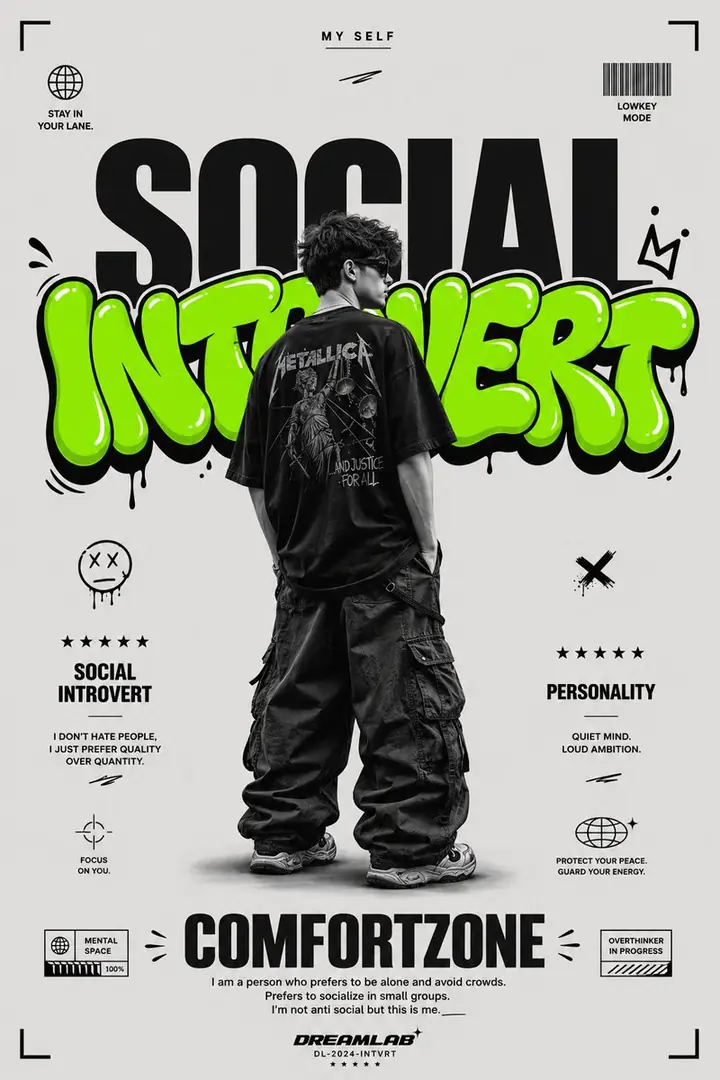 MY SELF
STAY IN
YOUR LANE.
LOWKEY
MODE
SOCIAL
INTROVERT
METALLICA
...AND JUSTICE
FOR ALL
SOCIAL
INTROVERT
I DON'T HATE PEOPLE,
I JUST PREFER QUALITY
OVER QUANTITY.
PERSONALITY
QUIET MIND.
LOUD AMBITION.
FOCUS
ON YOU.
PROTECT YOUR PEACE.
GUARD YOUR ENERGY.
MENTAL
SPACE
100%
COMFORTZONE
OVERTHINKER
IN PROGRESS
I am a person who prefers to be alone and avoid crowds.
Prefers to socialize in small groups.
I'm not anti social but this is me.
DREAMLAB
DL-2024-INTVRT